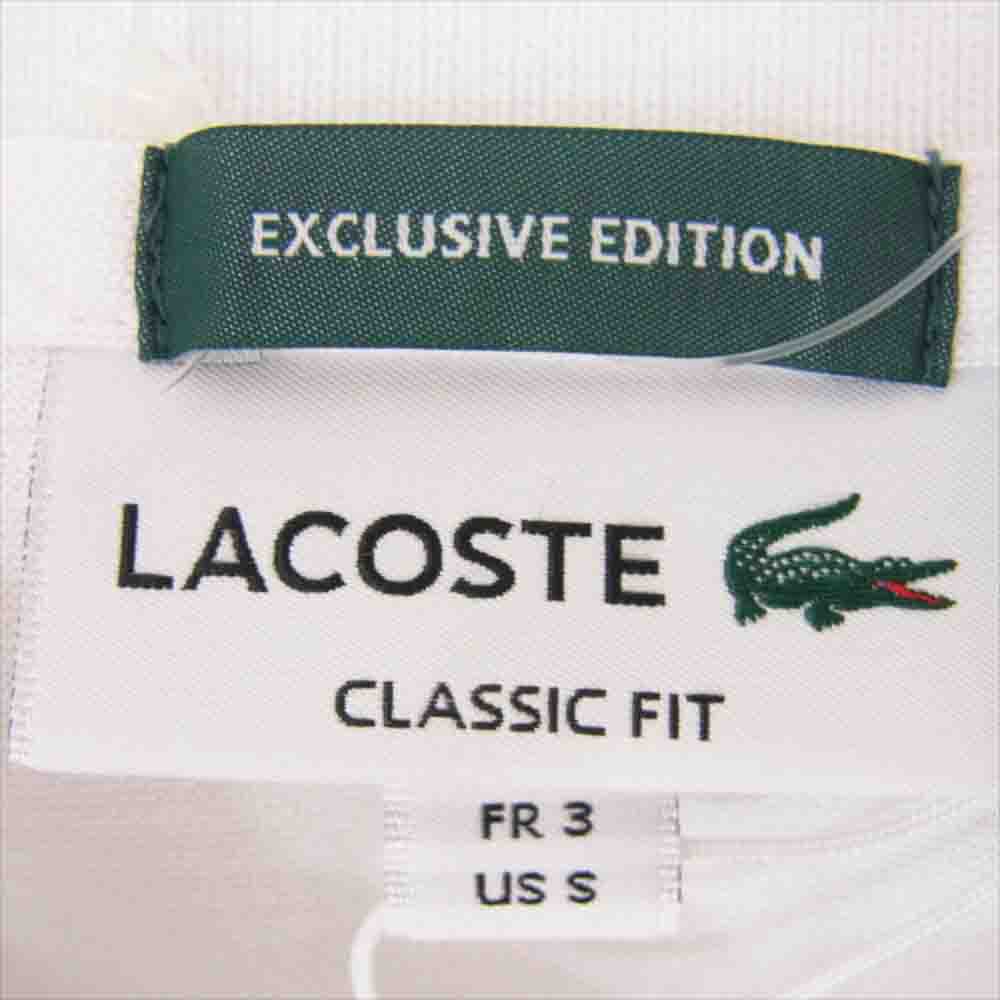 EXCLUSIVE EDITION
LACOSTE
CLASSIC FIT
FR 3
US S